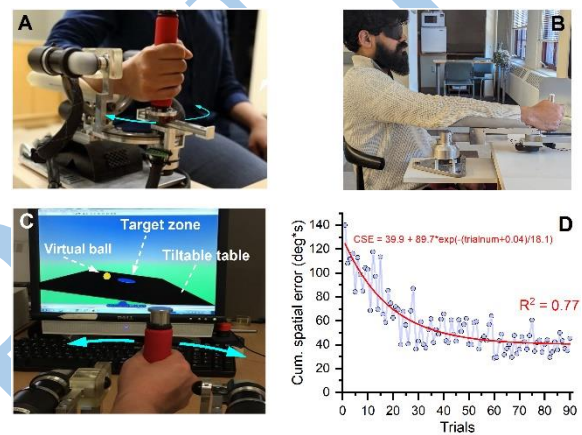 A
B
C
Target zone
Virtual ball
Tiltable table
D
CSE = 39.9 + 89.7*exp(-(trialnum+0.04)/18.1)
R² = 0.77
Cum. spatial error (deg*s)
140
120
100
80
60
40
20
0
0 10 20 30 40 50 60 70 80 90
Trials